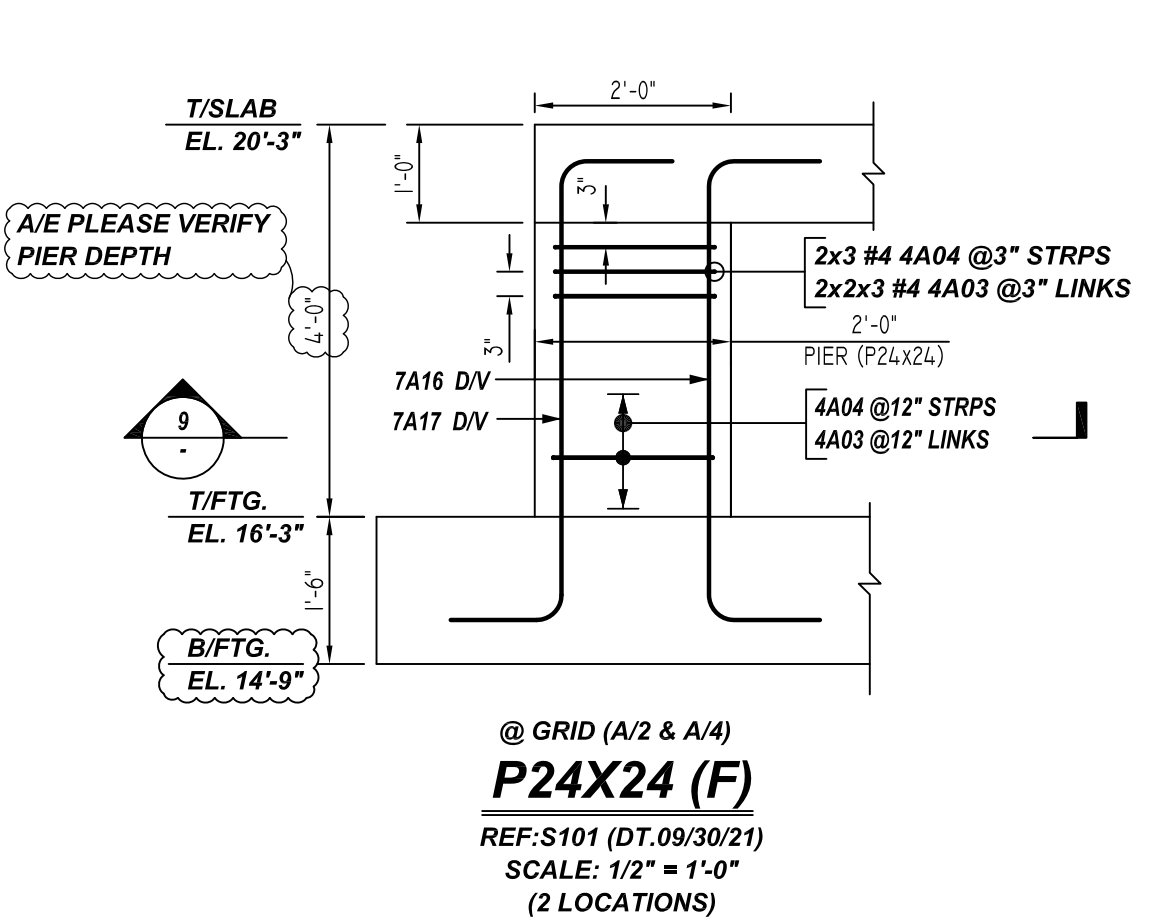 2'-0"
T/SLAB
EL. 20'-3"
1'-0"
3"
A/E PLEASE VERIFY
PIER DEPTH
4'-0"
2x3 #4 4A04 @3" STRPS
2x2x3 #4 4A03 @3" LINKS
3"
2'-0"
PIER (P24x24)
7A16 D/V
7A17 D/V
4A04 @12" STRPS
4A03 @12" LINKS
9
-
T/FTG.
EL. 16'-3"
1'-6"
B/FTG.
EL. 14'-9"
@ GRID (A/2 & A/4)
P24X24 (F)
REF:S101 (DT.09/30/21)
SCALE: 1/2" = 1'-0"
(2 LOCATIONS)